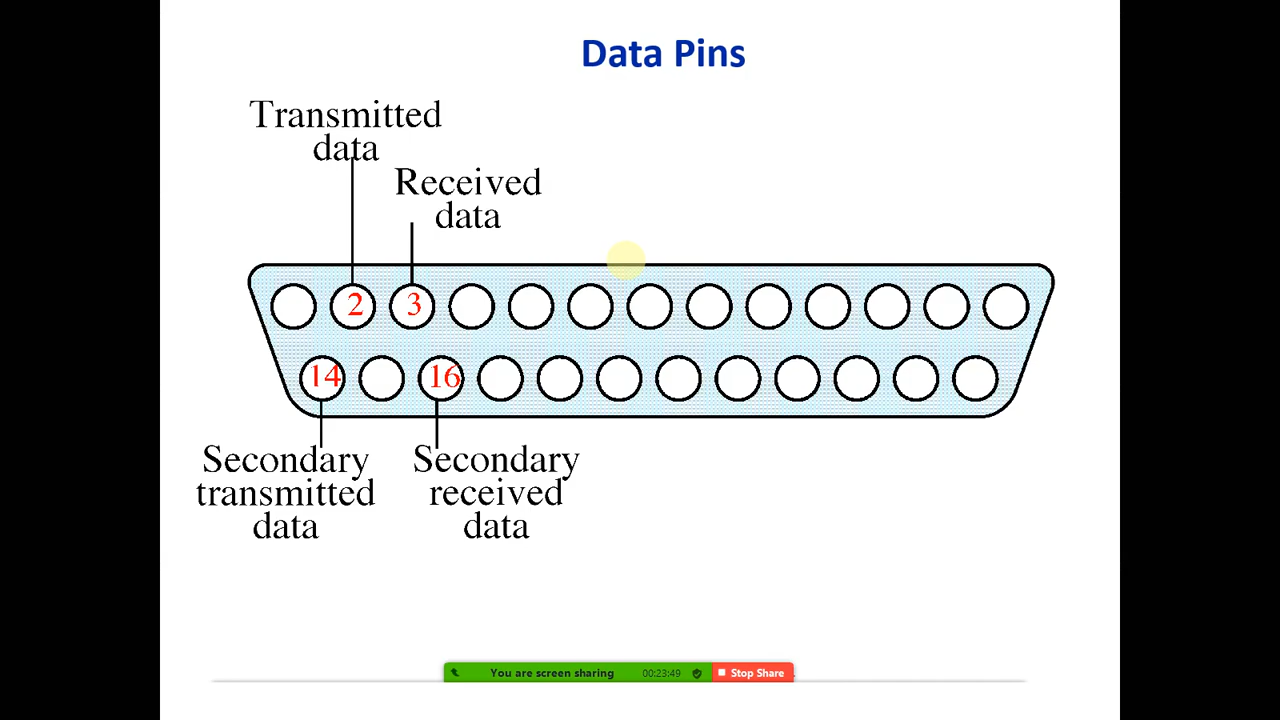 Data Pins
Transmitted
data
Received
data
2
3
14
16
Secondary
transmitted
data
Secondary
received
data
You are screen sharing
00:23:49
Stop Share